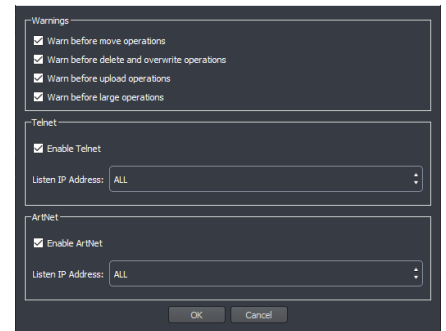 Warnings
Warn before move operations
Warn before delete and overwrite operations
Warn before upload operations
Warn before large operations
Telnet
Enable Telnet
Listen IP Address: ALL
ArtNet
Enable ArtNet
Listen IP Address: ALL
OK Cancel